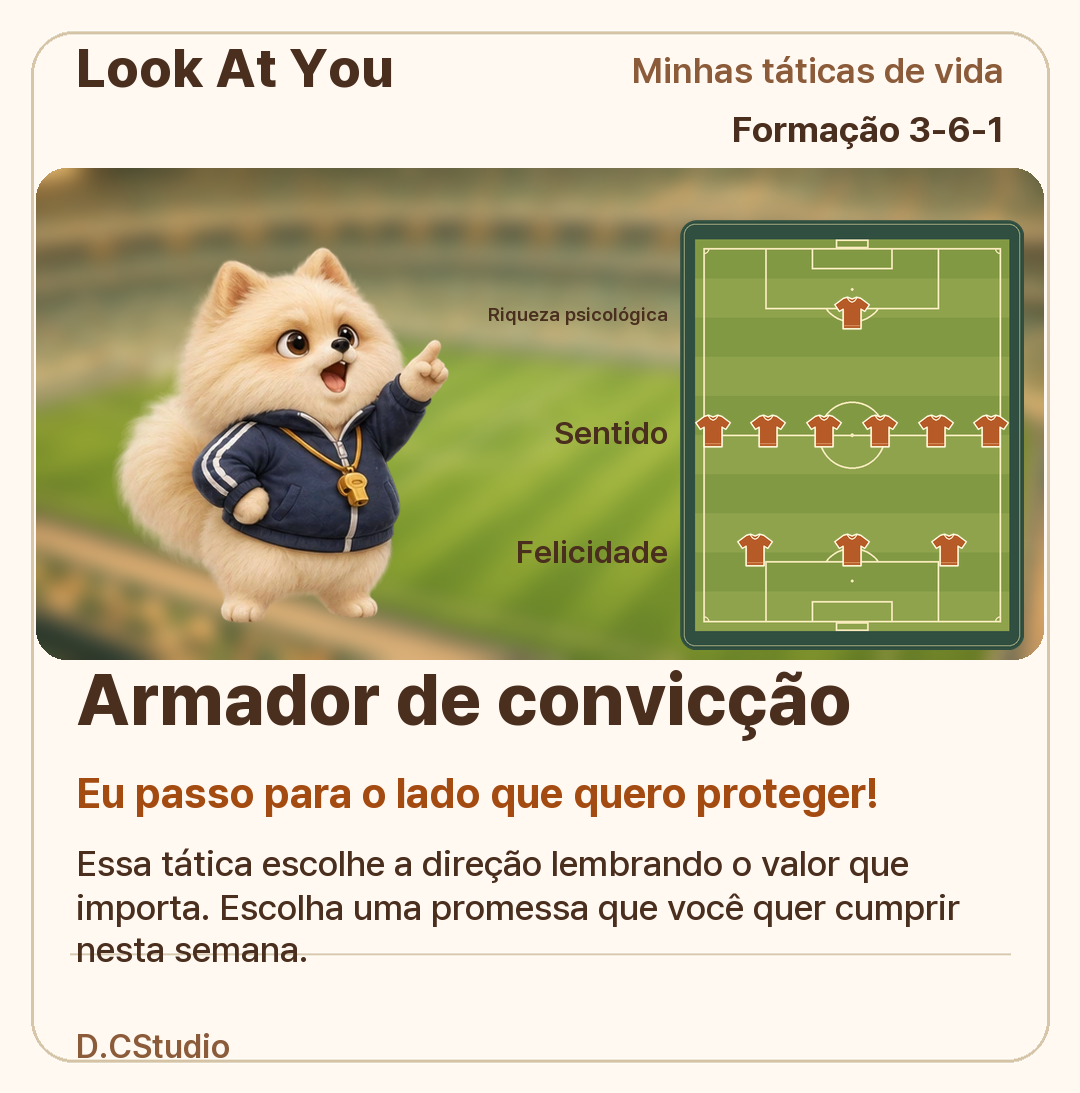 Look At You
Minhas táticas de vida
Formação 3-6-1
Riqueza psicológica
Sentido
Felicidade
Armador de convicção
Eu passo para o lado que quero proteger!
Essa tática escolhe a direção lembrando o valor que
importa. Escolha uma promessa que você quer cumprir
nesta semana.
D.CStudio